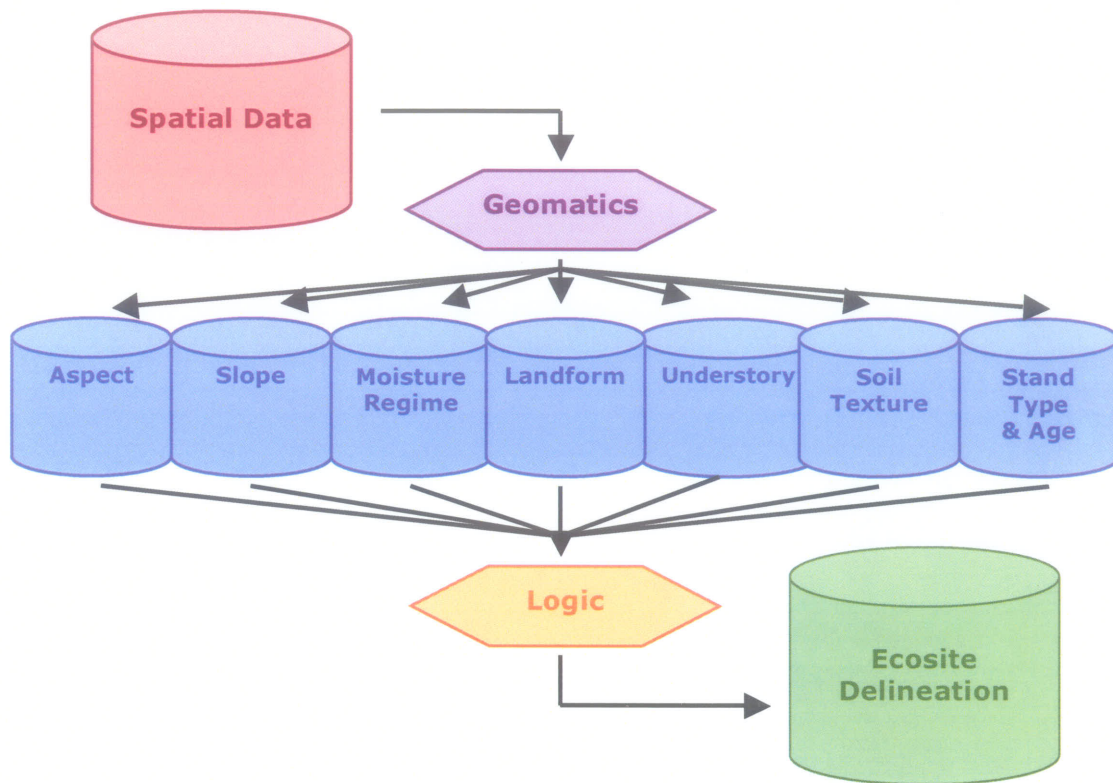 Spatial Data
Geomatics
Aspect
Slope
Moisture
Regime
Landform
Understory
Soil
Texture
Stand
Type
& Age
Logic
Ecosite
Delineation